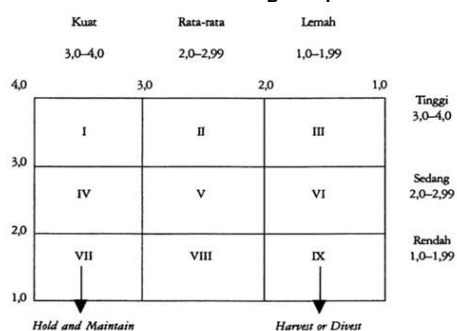 Kuat Rata-rata Lemah
3,0–4,0 2,0–2,99 1,0–1,99
4,0 3,0 2,0 1,0
Tinggi
3,0–4,0
I II III
3,0
Sedang
2,0–2,99
IV V VI
2,0
Rendah
1,0–1,99
VII VIII IX
1,0
Hold and Maintain Harvest or Divest